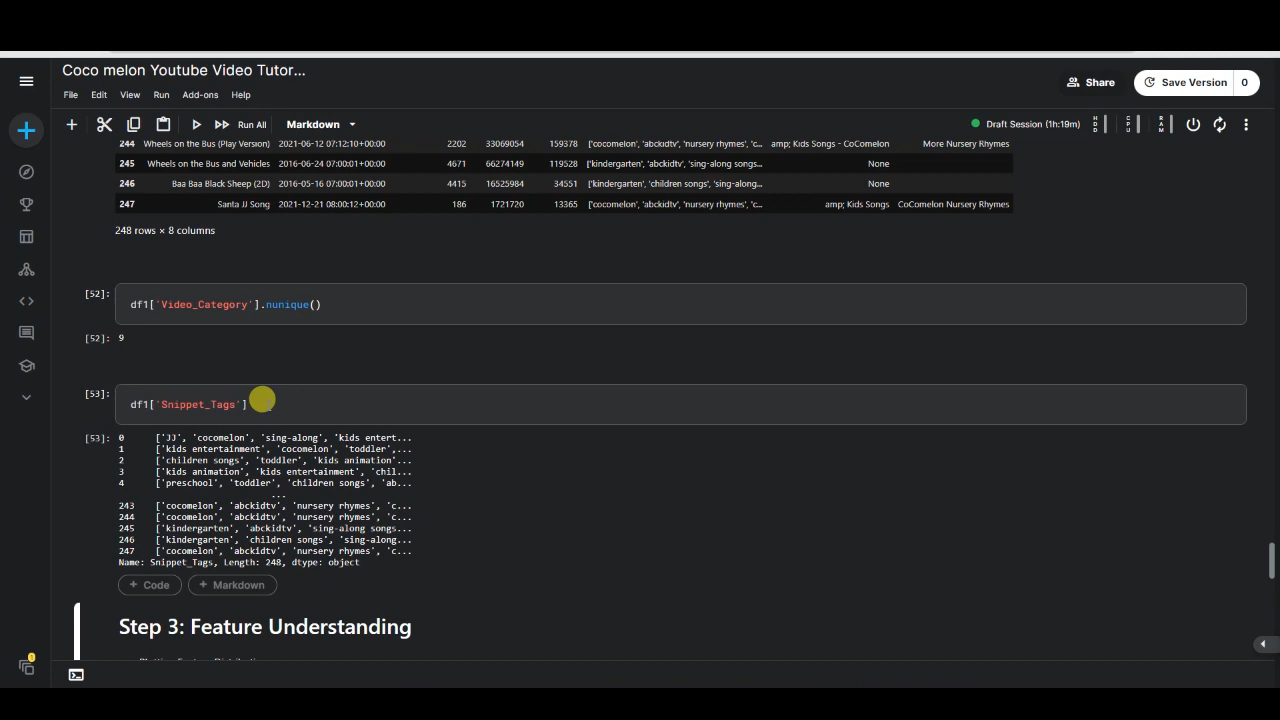 Coco melon Youtube Video Tutor...
File Edit View Run Add-ons Help
Share
Save Version 0
Run All
Markdown
Draft Session (1h:19m)
HDD
CPU
RAM
244 Wheels on the Bus (Play Version) 2021-06-12 07:12:10+00:00 2202 33069054 159378 ['cocomelon', 'abckidtv', 'nursery rhymes', 'c... amp; Kids Songs - CoComelon More Nursery Rhymes
245 Wheels on the Bus and Vehicles 2016-06-24 07:00:01+00:00 4671 66274149 119528 ['kindergarten', 'abckidtv', 'sing-along songs... None
246 Baa Baa Black Sheep (2D) 2016-05-16 07:00:01+00:00 4415 16525984 34551 ['kindergarten', 'children songs', 'sing-along... None
247 Santa JJ Song 2021-12-21 08:00:12+00:00 186 1721720 13365 ['cocomelon', 'abckidtv', 'nursery rhymes', 'c... amp; Kids Songs CoComelon Nursery Rhymes
248 rows × 8 columns
[52]: df1['Video_Category'].nunique()
[52]: 9
[53]: df1['Snippet_Tags']
[53]: 0 ['JJ', 'cocomelon', 'sing-along', 'kids entert...
1 ['kids entertainment', 'cocomelon', 'toddler',...
2 ['children songs', 'toddler', 'kids animation'...
3 ['kids animation', 'kids entertainment', 'chil...
4 ['preschool', 'toddler', 'children songs', 'ab...
...
243 ['cocomelon', 'abckidtv', 'nursery rhymes', 'c...
244 ['cocomelon', 'abckidtv', 'nursery rhymes', 'c...
245 ['kindergarten', 'abckidtv', 'sing-along songs...
246 ['kindergarten', 'children songs', 'sing-along...
247 ['cocomelon', 'abckidtv', 'nursery rhymes', 'c...
Name: Snippet_Tags, Length: 248, dtype: object
+ Code + Markdown
Step 3: Feature Understanding
1